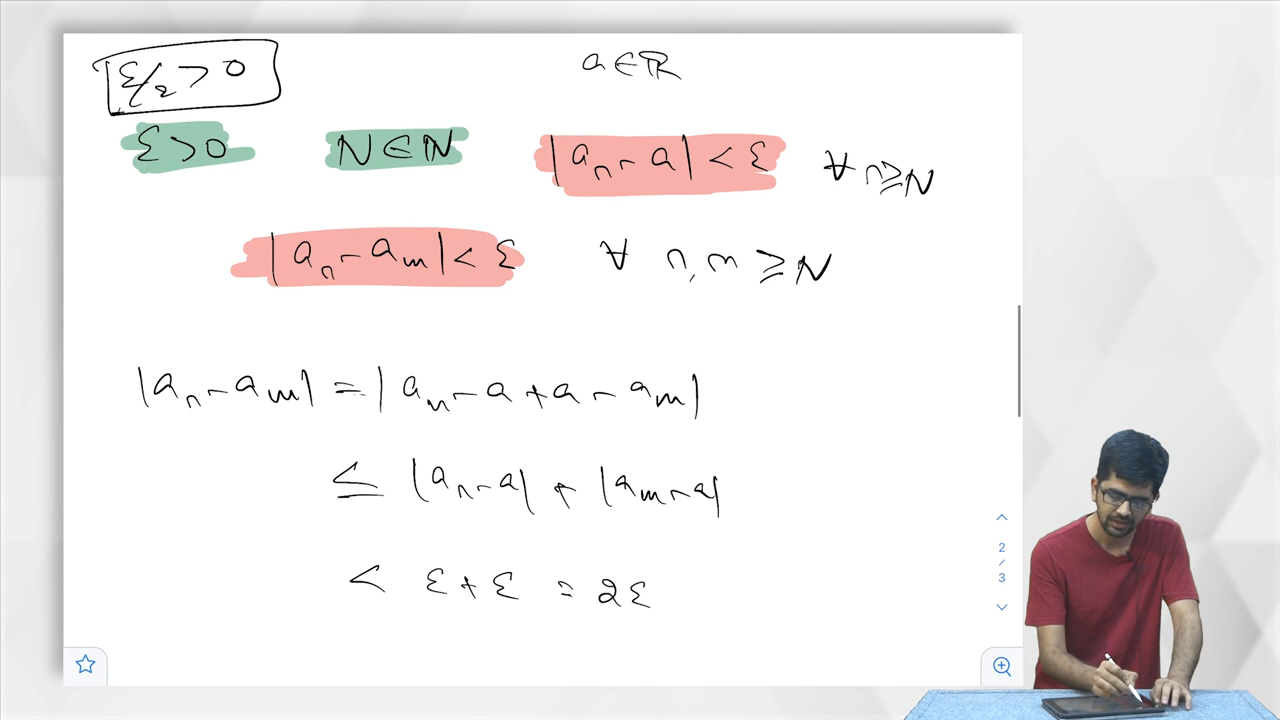 ε/2 > 0 a ∈ ℝ
ε > 0 N ∈ ℕ |aₙ - a| < ε ∀ n ≥ N
|aₙ - aₘ| < ε ∀ n, m ≥ N
|aₙ - aₘ| = |aₙ - a + a - aₘ|
≤ |aₙ - a| + |aₘ - a|
< ε + ε = 2ε
2
/
3